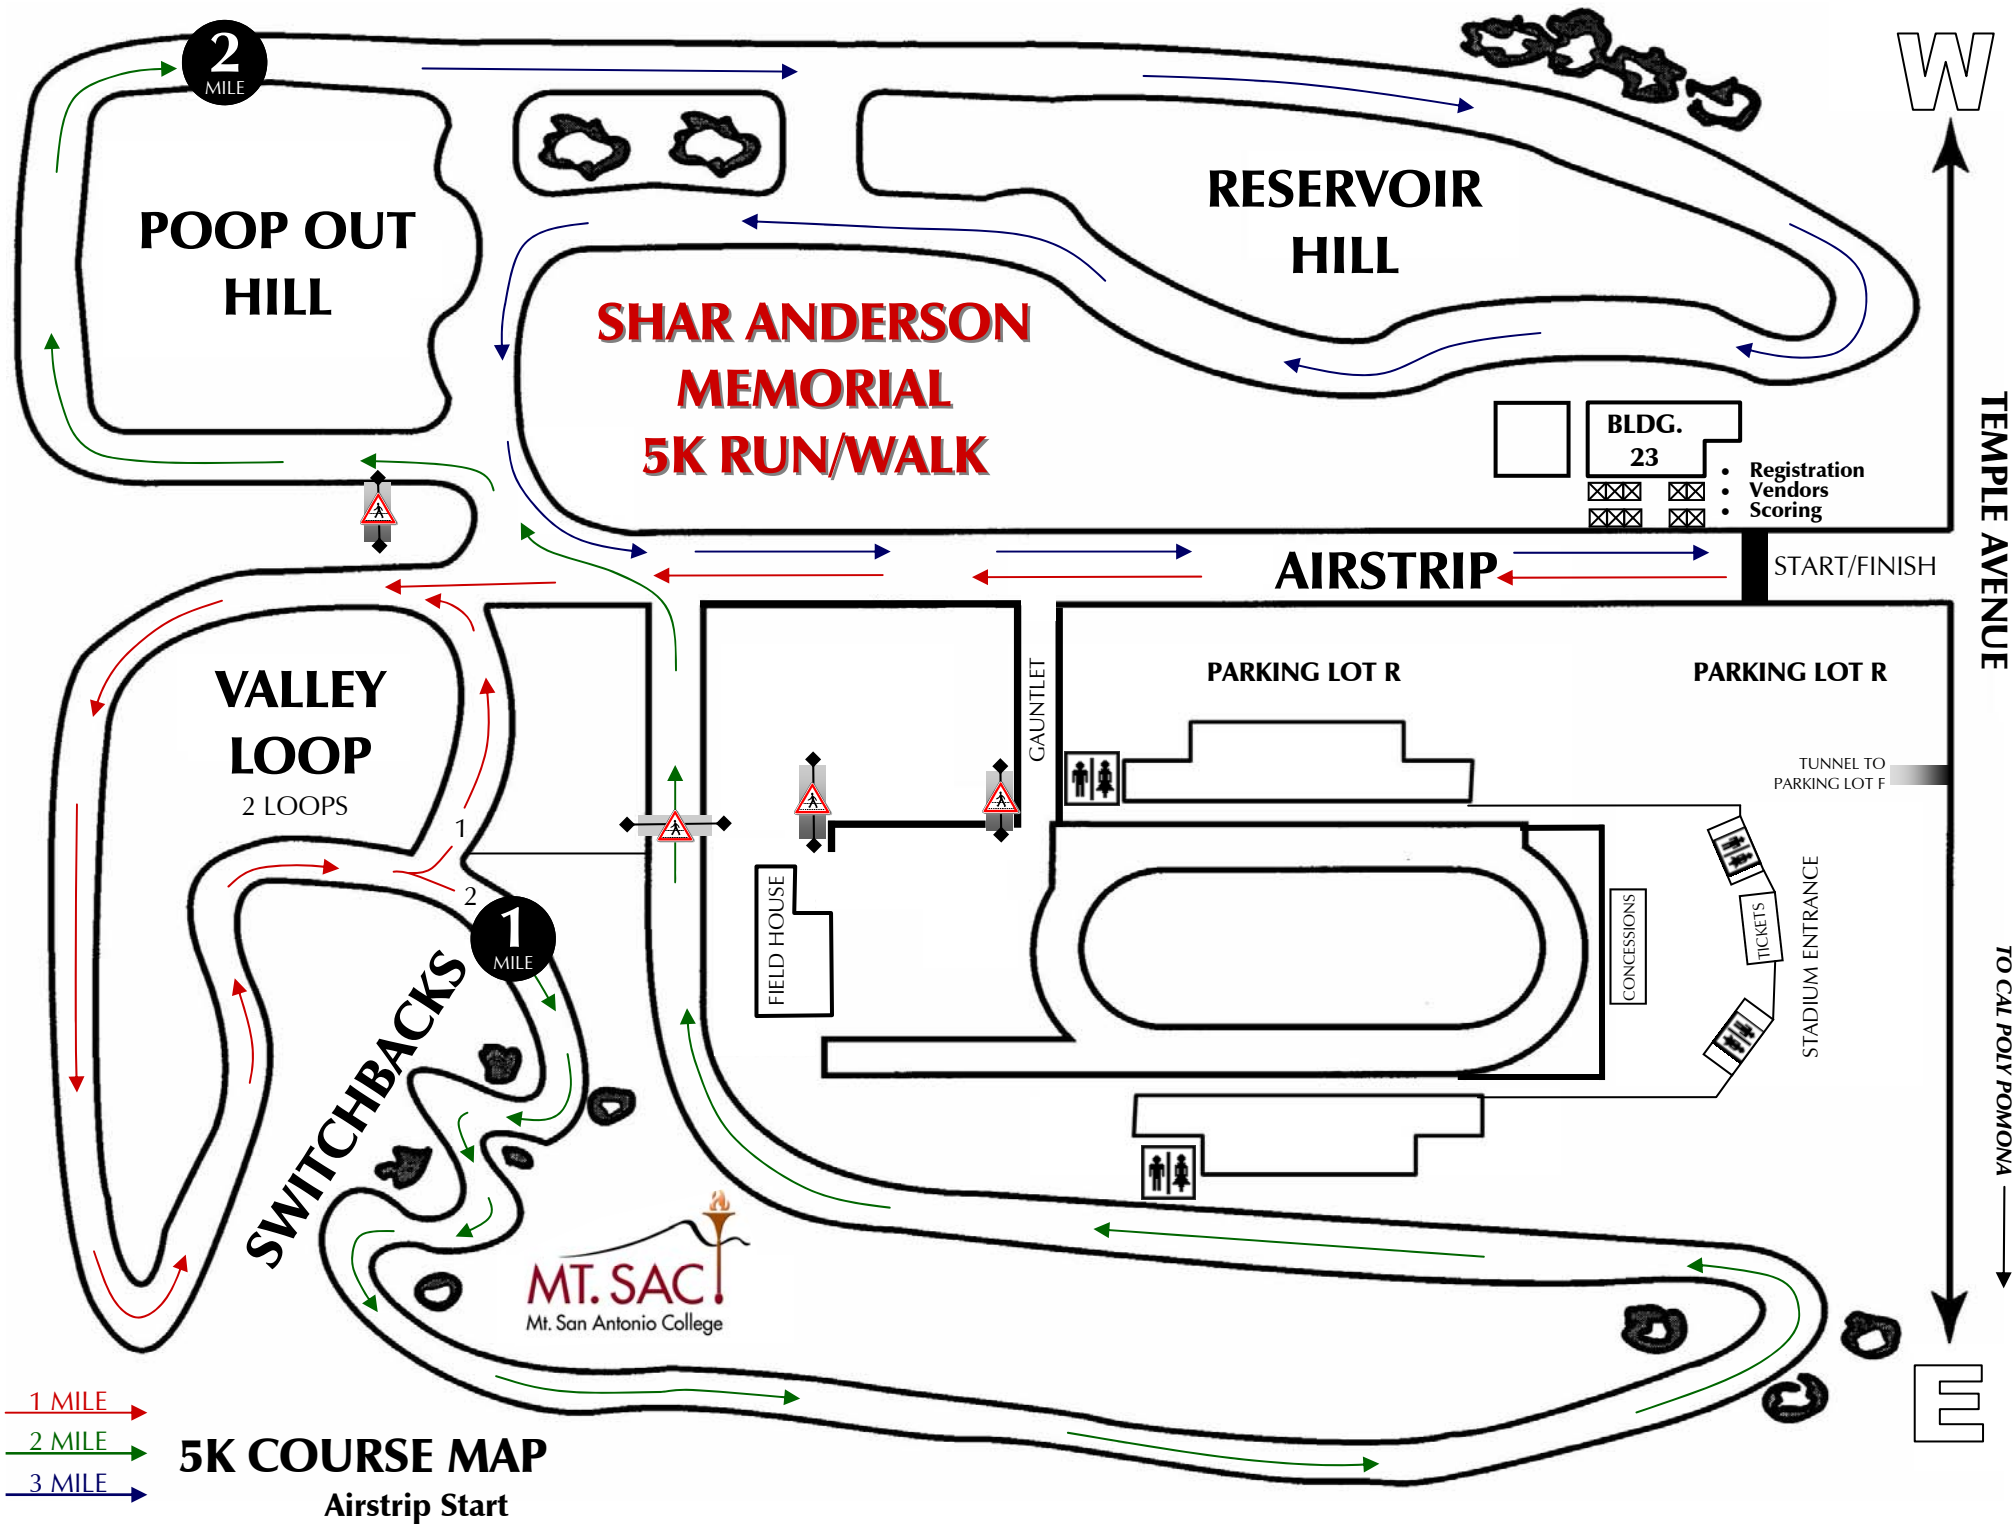 2
MILE
W
POOP OUT
HILL
RESERVOIR
HILL
SHAR ANDERSON
MEMORIAL
5K RUN/WALK
BLDG.
23
• Registration
• Vendors
• Scoring
TEMPLE AVENUE
AIRSTRIP
START/FINISH
VALLEY
LOOP
2 LOOPS
1
2
GAUNTLET
PARKING LOT R
PARKING LOT R
TUNNEL TO
PARKING LOT F
1
MILE
FIELD HOUSE
CONCESSIONS
TICKETS
STADIUM ENTRANCE
TO CAL POLY POMONA
SWITCHBACKS
MT. SAC
Mt. San Antonio College
E
1 MILE
2 MILE
3 MILE
5K COURSE MAP
Airstrip Start